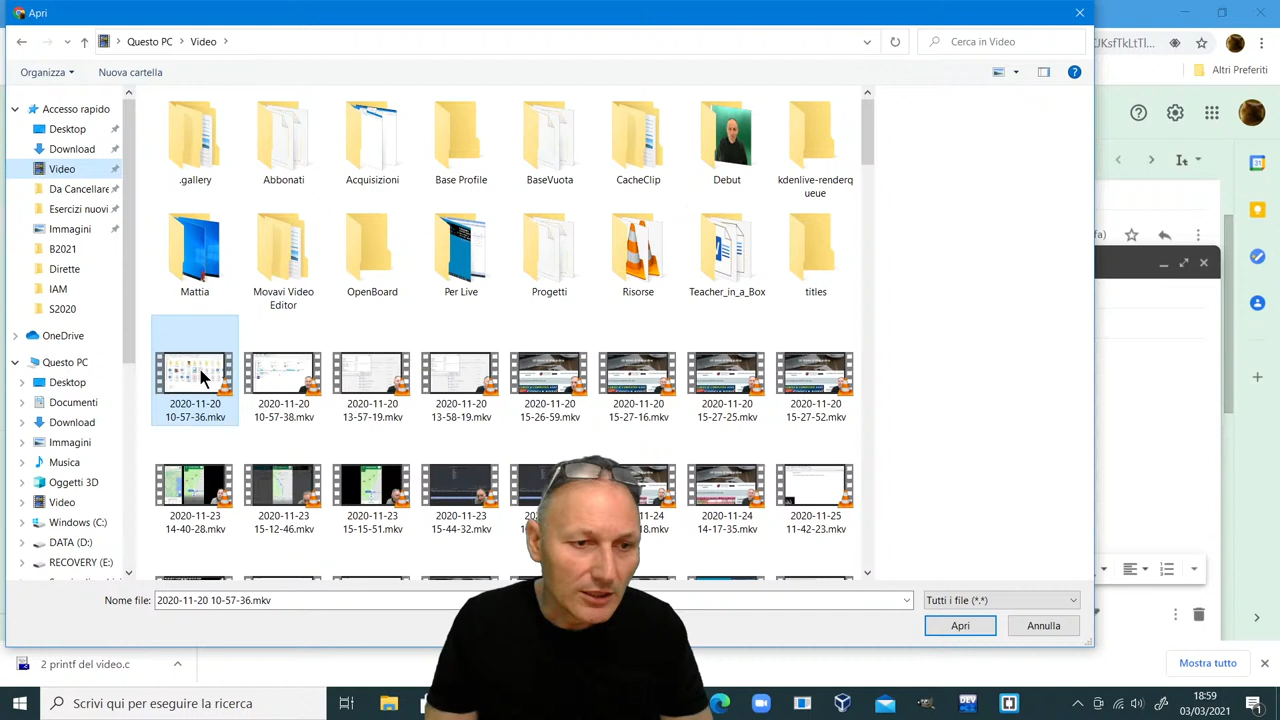 Apri
Questo PC > Video >
Cerca in Video
JKsfTkLtTl...
Organizza
Nuova cartella
Altri Preferiti
Accesso rapido
Desktop
Download
Video
Da Cancellare
Esercizi nuovi
Immagini
B2021
Dirette
IAM
S2020
OneDrive
Questo PC
Desktop
Documenti
Download
Immagini
Musica
Oggetti 3D
Video
Windows (C:)
DATA (D:)
RECOVERY (E:)
.gallery
Abbonati
Acquisizioni
Base Profile
BaseVuota
CacheClip
Debut
kdenlive-renderq
ueue
Mattia
Movavi Video
Editor
OpenBoard
Per Live
Progetti
Risorse
Teacher_in_a_Box
titles
2020-11-20
10-57-36.mkv
2020-11-20
10-57-38.mkv
2020-11-20
13-57-19.mkv
2020-11-20
13-58-19.mkv
2020-11-20
15-26-59.mkv
2020-11-20
15-27-16.mkv
2020-11-20
15-27-25.mkv
2020-11-20
15-27-52.mkv
2020-11-23
14-40-28.mkv
2020-11-23
15-12-46.mkv
2020-11-23
15-15-51.mkv
2020-11-23
15-44-32.mkv
2020-11-24
18.mkv
2020-11-24
14-17-35.mkv
2020-11-25
11-42-23.mkv
Nome file:
2020-11-20 10-57-36.mkv
Tutti i file (*.*)
Apri
Annulla
2 printf del video.c
Mostra tutto
Scrivi qui per eseguire la ricerca
DEV
18:59
03/03/2021